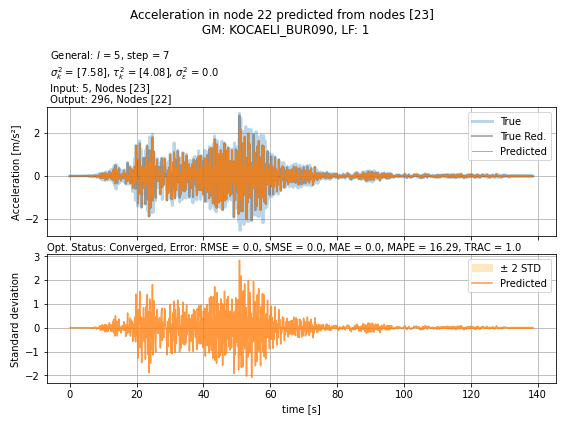 Acceleration in node 22 predicted from nodes [23]
GM: KOCAELI_BUR090, LF: 1
General: l = 5, step = 7
σ²ₖ = [7.58], τ²ₖ = [4.08], σ²ε = 0.0
Input: 5, Nodes [23]
Output: 296, Nodes [22]
True
True Red.
Predicted
Acceleration [m/s²]
2
0
−2
Opt. Status: Converged, Error: RMSE = 0.0, SMSE = 0.0, MAE = 0.0, MAPE = 16.29, TRAC = 1.0
± 2 STD
Predicted
Standard deviation
3
2
1
0
−1
−2
0 20 40 60 80 100 120 140
time [s]